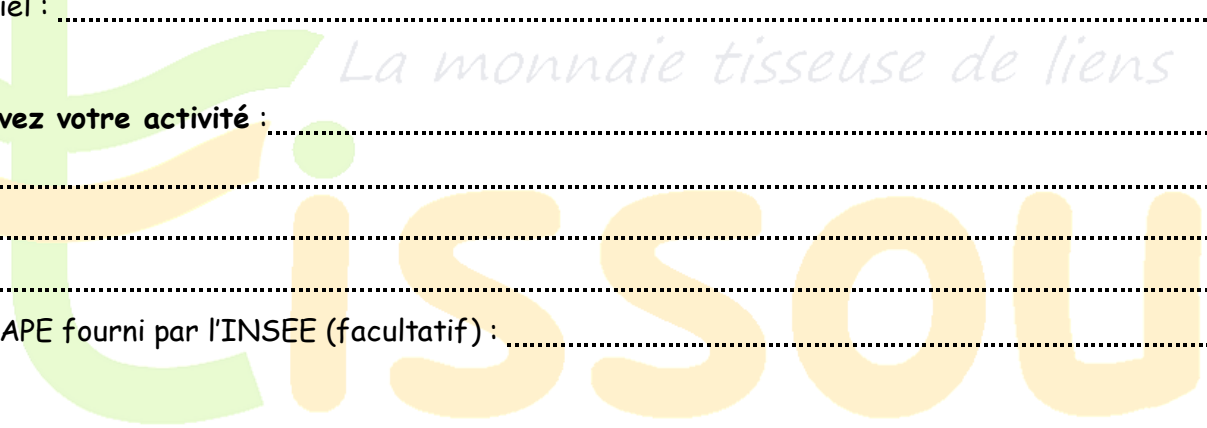 iel :
La monnaie tisseuse de liens
vez votre activité :
tissou
APE fourni par l'INSEE (facultatif) :